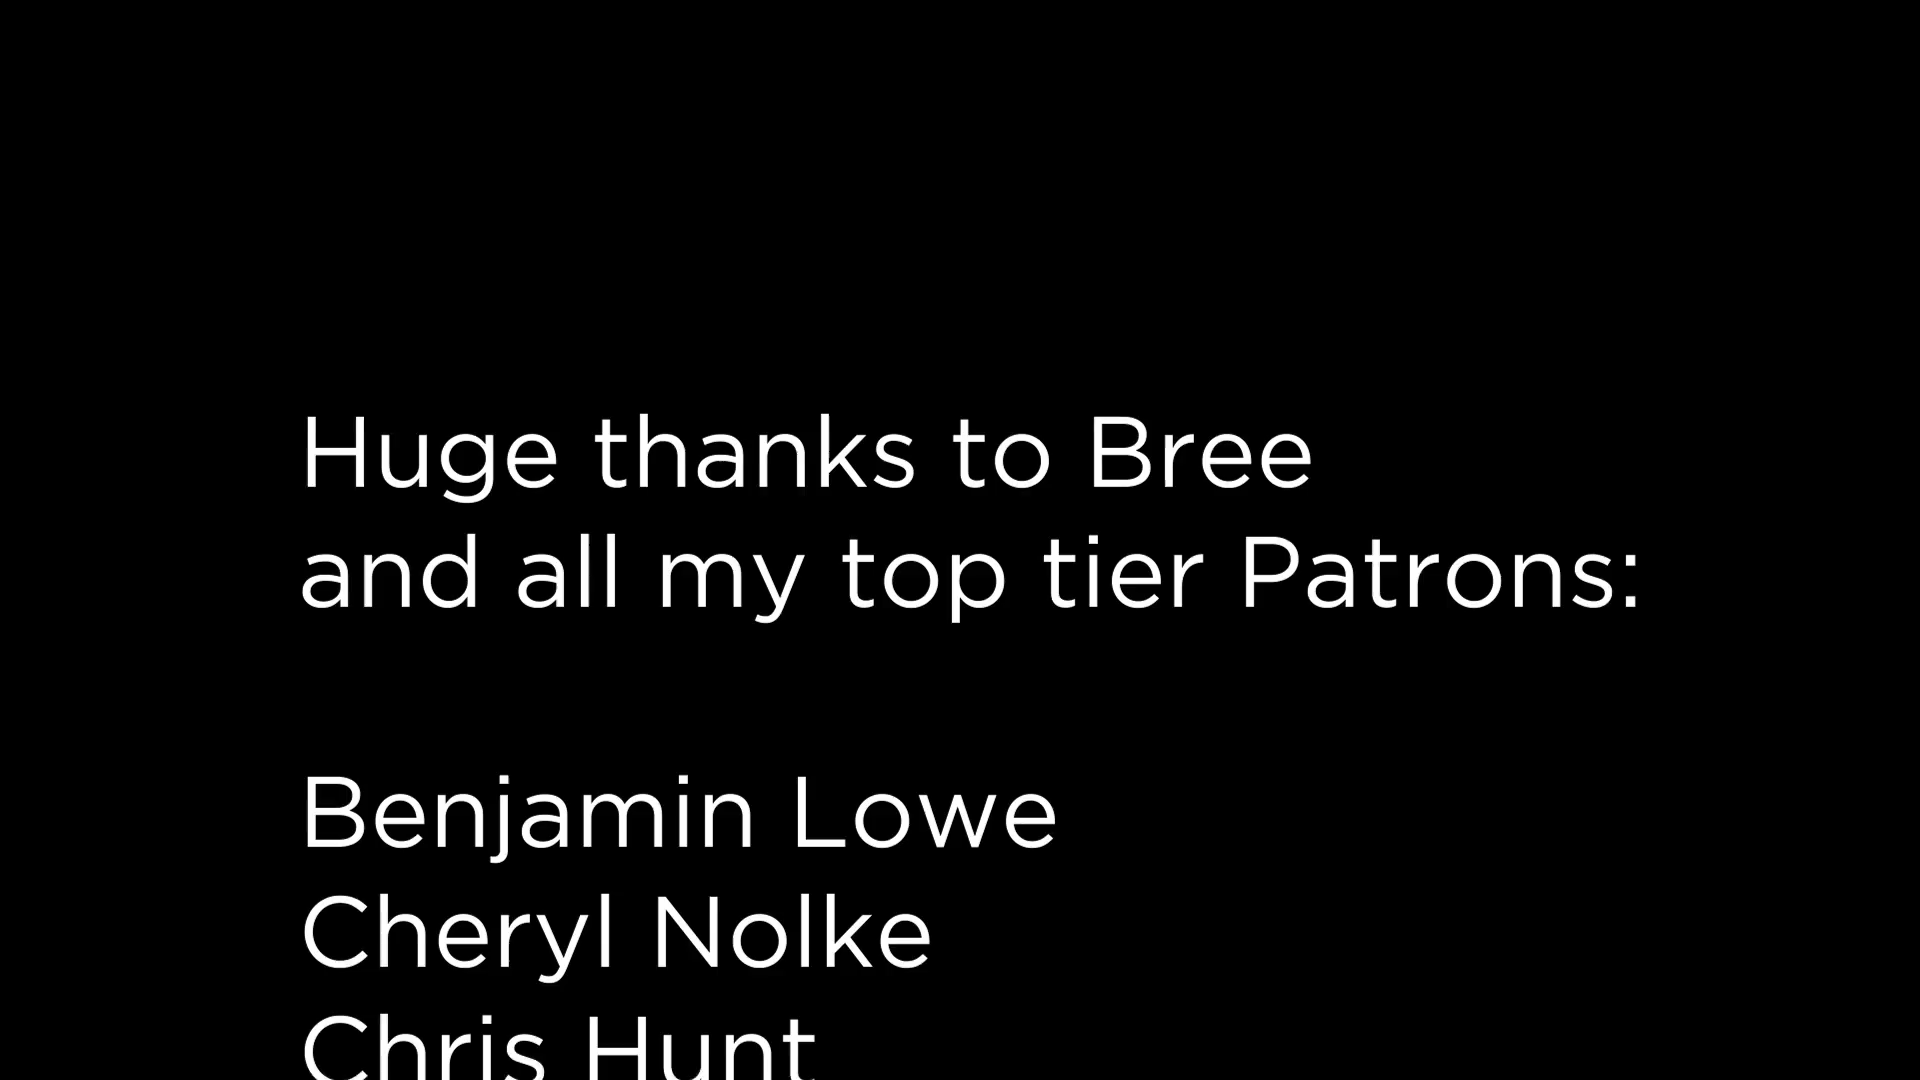 Huge thanks to Bree
and all my top tier Patrons:
Benjamin Lowe
Cheryl Nolke
Chris Hunt